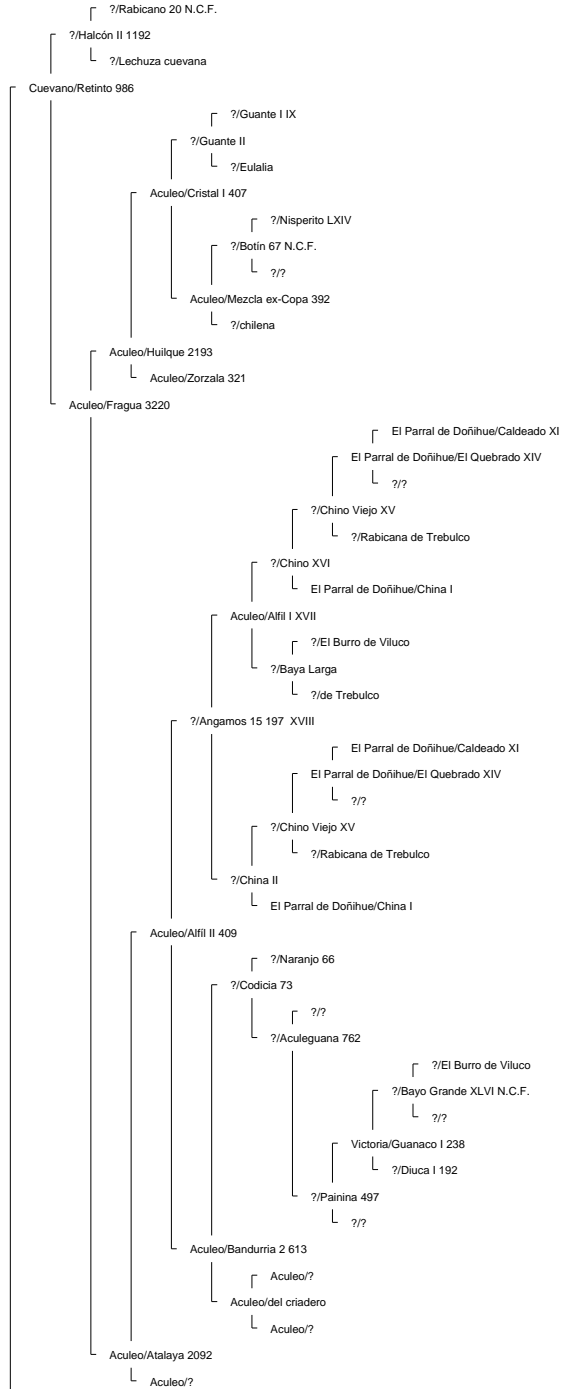 ?/Rabicano 20 N.C.F.
?/Halcón II 1192
?/Lechuza cuevana
Cuevano/Retinto 986
?/Guante I IX
?/Guante II
?/Eulalia
Aculeo/Cristal I 407
?/Nisperito LXIV
?/Botín 67 N.C.F.
?/?
Aculeo/Mezcla ex-Copa 392
?/chilena
Aculeo/Huilque 2193
Aculeo/Zorzala 321
Aculeo/Fragua 3220
El Parral de Doñihue/Caldeado XI
El Parral de Doñihue/El Quebrado XIV
?/?
?/Chino Viejo XV
?/Rabicana de Trebulco
?/Chino XVI
El Parral de Doñihue/China I
Aculeo/Alfil I XVII
?/El Burro de Viluco
?/Baya Larga
?/de Trebulco
?/Angamos 15 197  XVIII
El Parral de Doñihue/Caldeado XI
El Parral de Doñihue/El Quebrado XIV
?/?
?/Chino Viejo XV
?/Rabicana de Trebulco
?/China II
El Parral de Doñihue/China I
Aculeo/Alfíl II 409
?/Naranjo 66
?/Codicia 73
?/?
?/Aculeguana 762
?/El Burro de Viluco
?/Bayo Grande XLVI N.C.F.
?/?
Victoria/Guanaco I 238
?/Diuca I 192
?/Painina 497
?/?
Aculeo/Bandurria 2 613
Aculeo/?
Aculeo/del criadero
Aculeo/?
Aculeo/Atalaya 2092
Aculeo/?